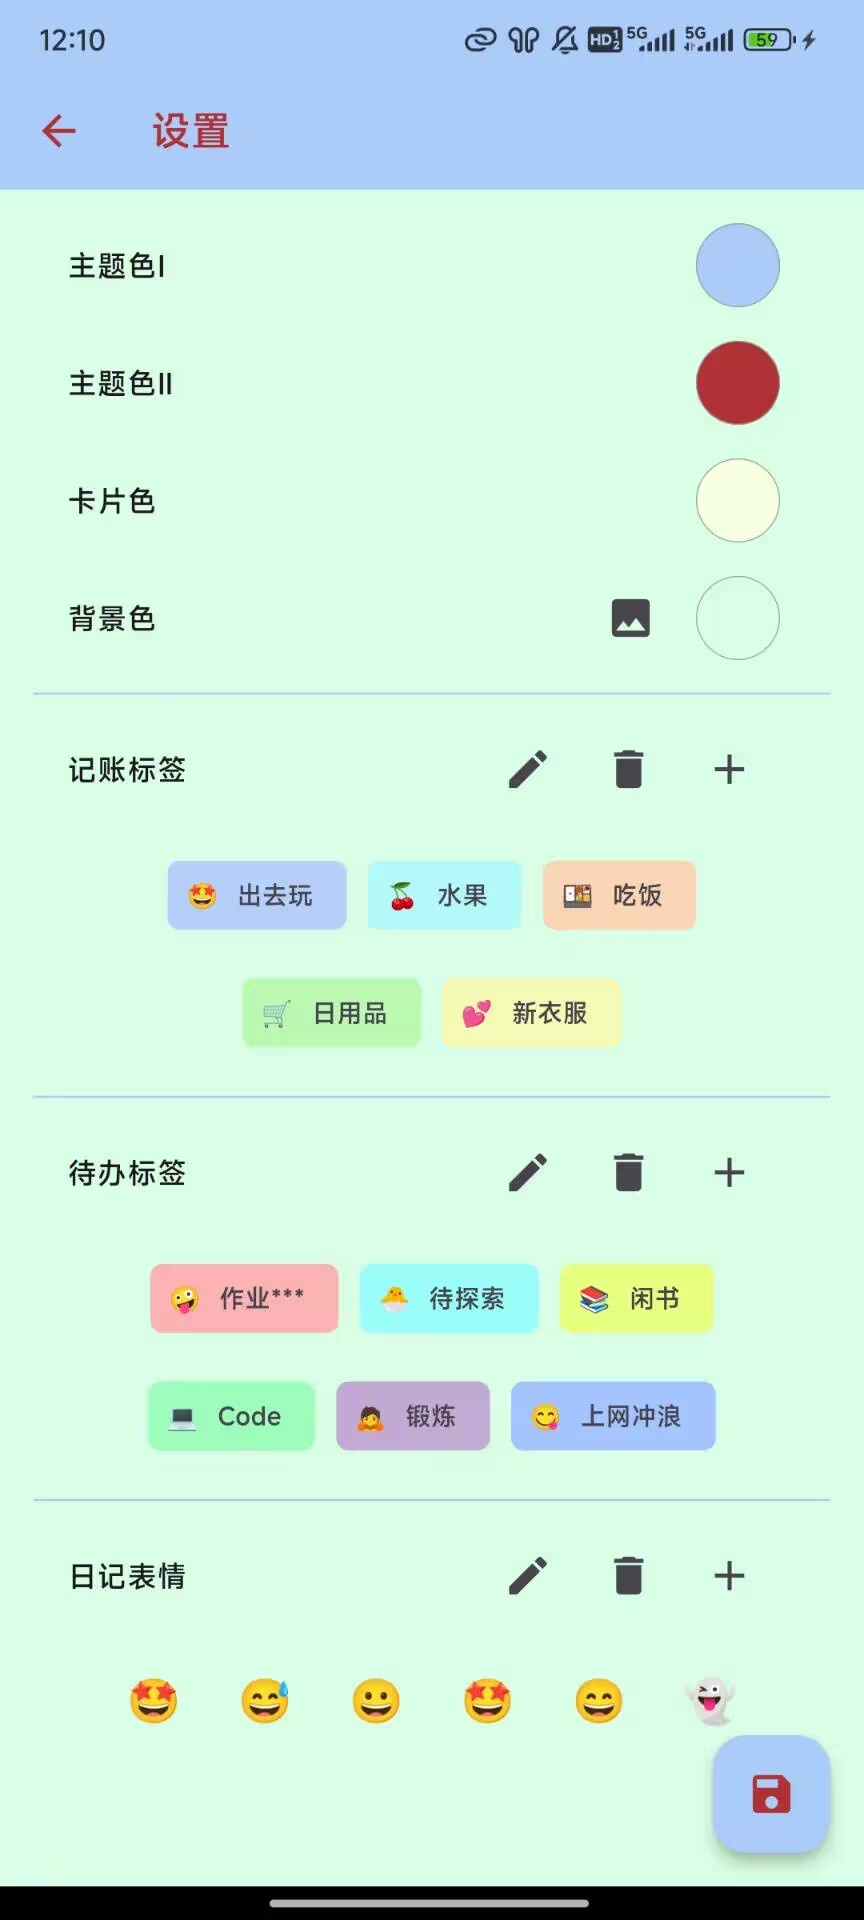 12:10
HD 1 2 5G 5G 59
设置
主题色I
主题色II
卡片色
背景色
记账标签
出去玩 水果 吃饭
日用品 新衣服
待办标签
作业*** 待探索 闲书
Code 锻炼 上网冲浪
日记表情